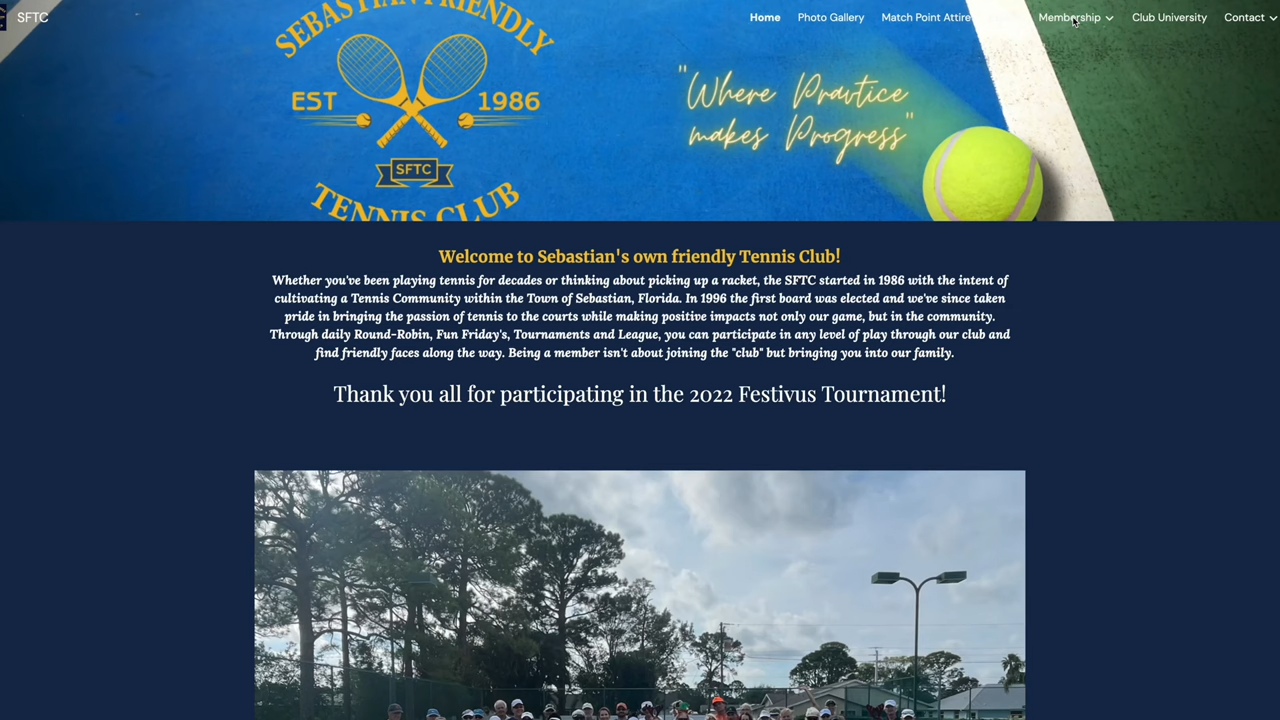 SFTC
Home
Photo Gallery
Match Point Attire
Membership
Club University
Contact
SEBASTIAN FRIENDLY
EST 1986
SFTC
TENNIS CLUB
"Where Practice
makes Progress"
Welcome to Sebastian's own friendly Tennis Club!
Whether you've been playing tennis for decades or thinking about picking up a racket, the SFTC started in 1986 with the intent of
cultivating a Tennis Community within the Town of Sebastian, Florida. In 1996 the first board was elected and we've since taken
pride in bringing the passion of tennis to the courts while making positive impacts not only our game, but in the community.
Through daily Round-Robin, Fun Friday's, Tournaments and League, you can participate in any level of play through our club and
find friendly faces along the way. Being a member isn't about joining the "club" but bringing you into our family.
Thank you all for participating in the 2022 Festivus Tournament!